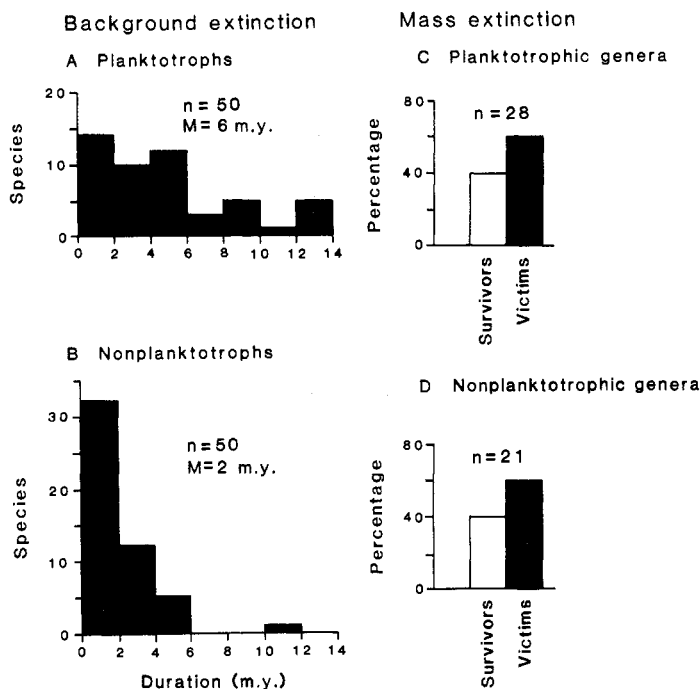 Background extinction
Mass extinction
A Planktotrophs
n = 50
M = 6 m.y.
Species
20
10
0
0 2 4 6 8 10 12 14
C Planktotrophic genera
n = 28
Percentage
80
40
0
Survivors
Victims
B Nonplanktotrophs
n = 50
M = 2 m.y.
Species
30
20
10
0
0 2 4 6 8 10 12 14
Duration (m.y.)
D Nonplanktotrophic genera
n = 21
Percentage
80
40
0
Survivors
Victims